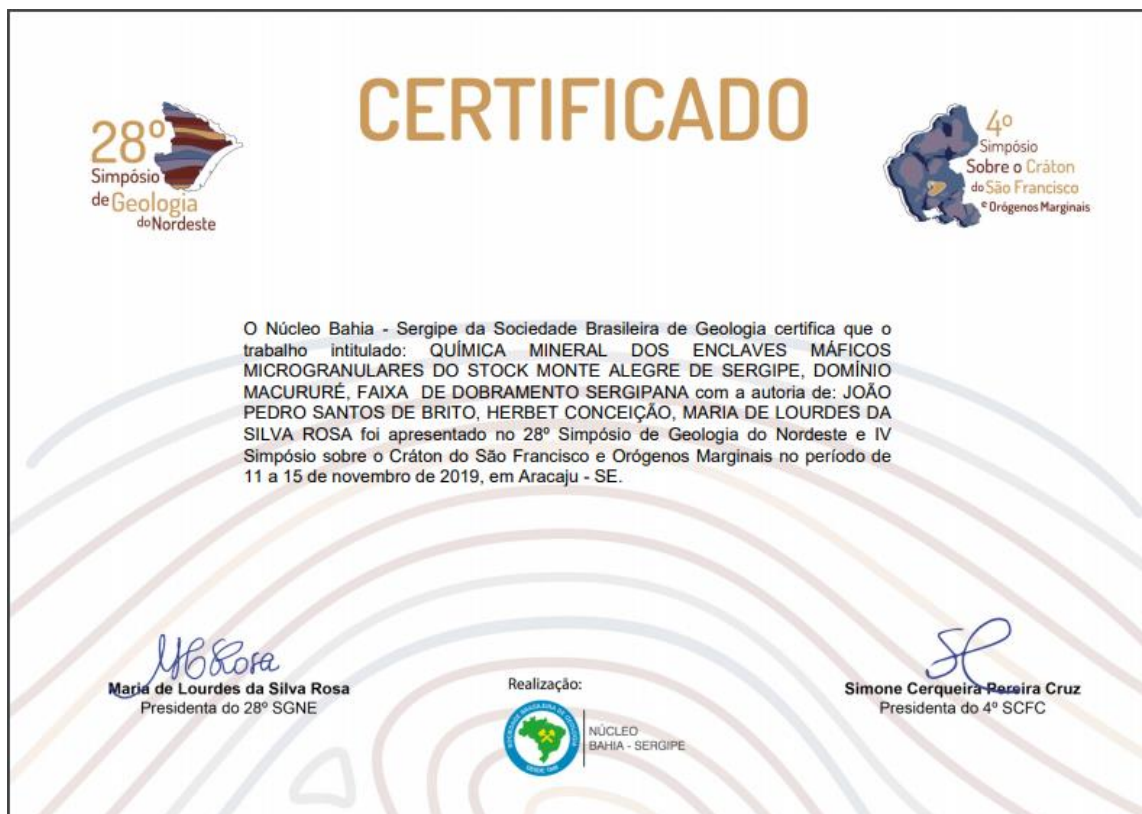 CERTIFICADO
28º
Simpósio
de Geologia
do Nordeste
4º
Simpósio
Sobre o Cráton
do São Francisco
e Orógenos Marginais
O Núcleo Bahia - Sergipe da Sociedade Brasileira de Geologia certifica que o
trabalho intitulado: QUÍMICA MINERAL DOS ENCLAVES MÁFICOS
MICROGRANULARES DO STOCK MONTE ALEGRE DE SERGIPE, DOMÍNIO
MACURURÉ, FAIXA DE DOBRAMENTO SERGIPANA com a autoria de: JOÃO
PEDRO SANTOS DE BRITO, HERBET CONCEIÇÃO, MARIA DE LOURDES DA
SILVA ROSA foi apresentado no 28º Simpósio de Geologia do Nordeste e IV
Simpósio sobre o Cráton do São Francisco e Orógenos Marginais no período de
11 a 15 de novembro de 2019, em Aracaju - SE.
Maria de Lourdes da Silva Rosa
Presidenta do 28º SGNE
Realização:
SOCIEDADE BRASILEIRA DE GEOLOGIA
NÚCLEO
BAHIA - SERGIPE
Simone Cerqueira Pereira Cruz
Presidenta do 4º SCFC